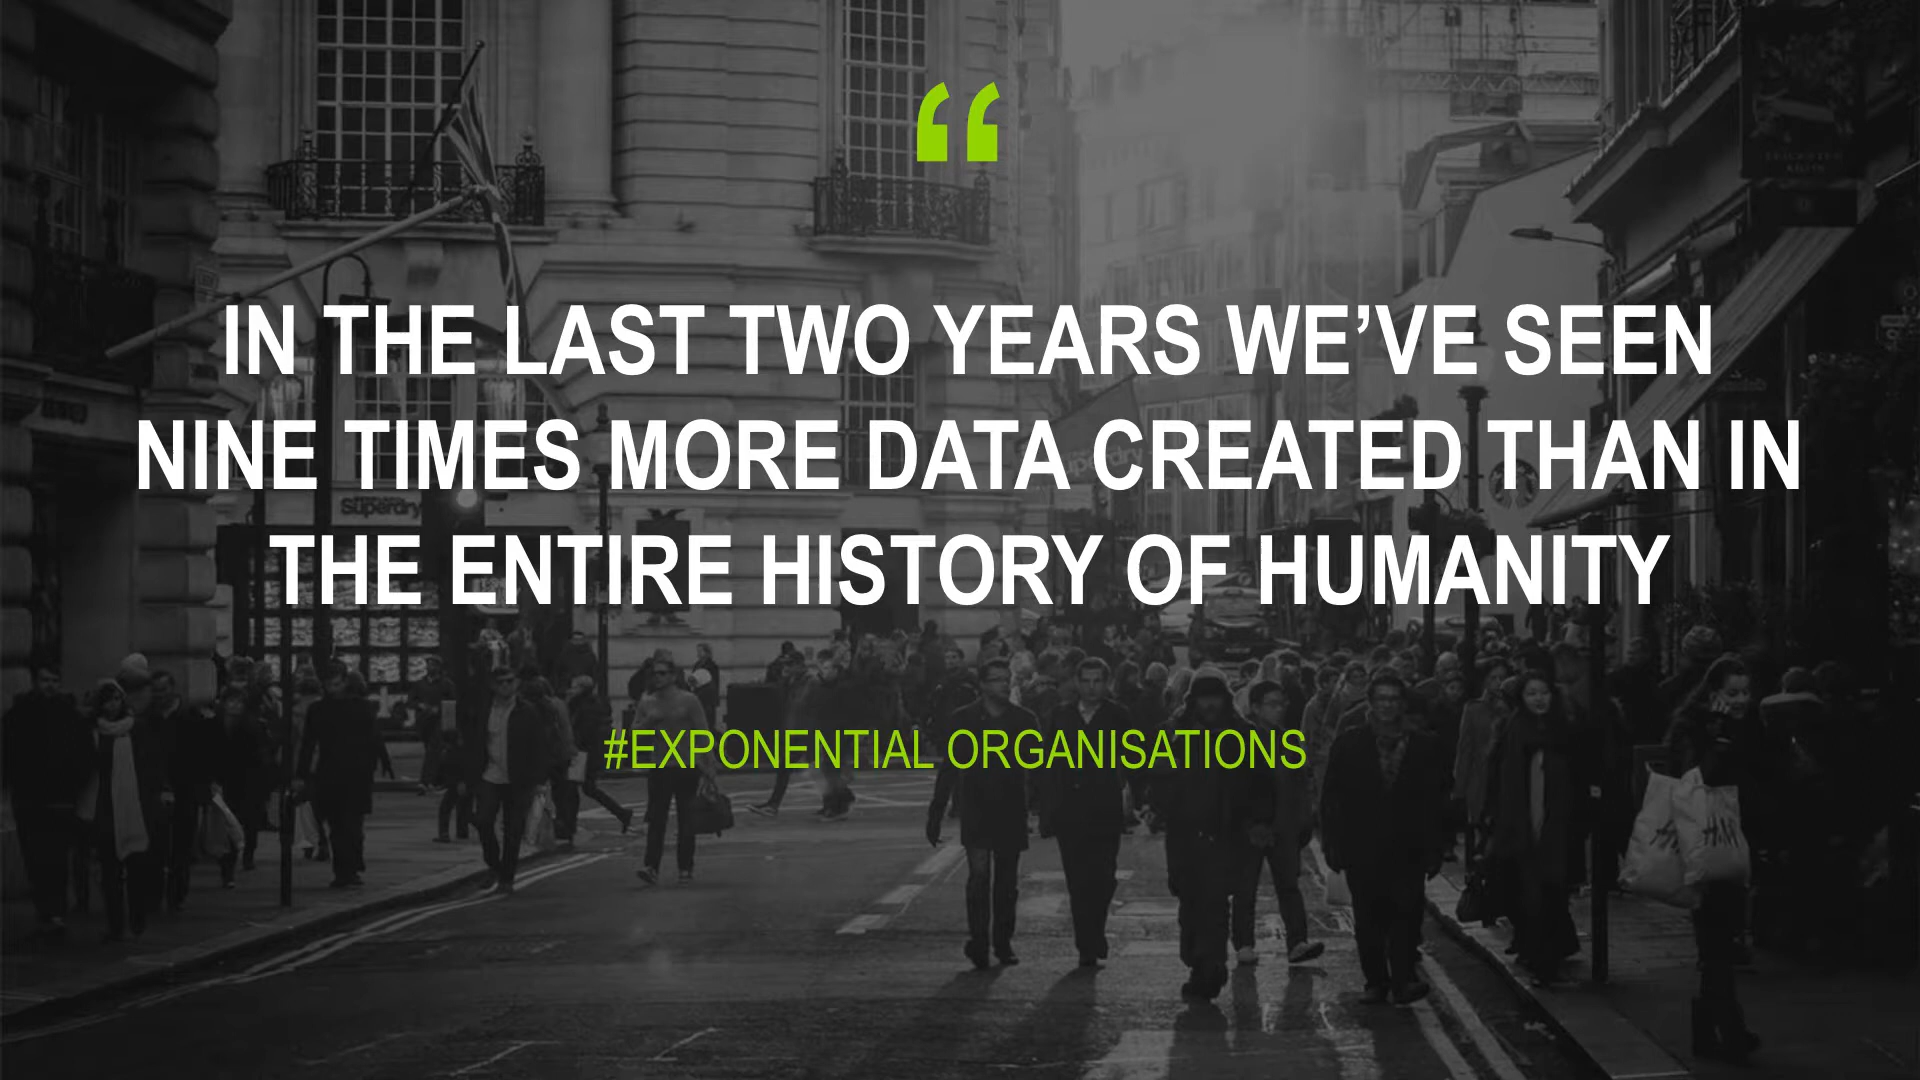 “
IN THE LAST TWO YEARS WE’VE SEEN
NINE TIMES MORE DATA CREATED THAN IN
THE ENTIRE HISTORY OF HUMANITY
Superdry
#EXPONENTIAL ORGANISATIONS
H&M